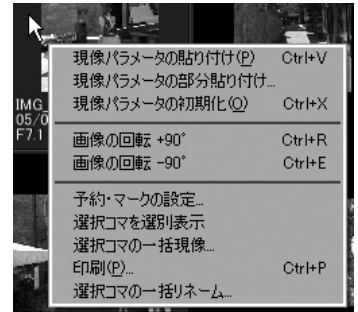 現像パラメータの貼り付け(P) Ctrl+V
現像パラメータの部分貼り付け...
現像パラメータの初期化(O) Ctrl+X
IMG_
05/0
F7.1
画像の回転 +90° Ctrl+R
画像の回転 -90° Ctrl+E
予約・マークの設定...
選択コマを選別表示
選択コマの一括現像...
印刷(P)... Ctrl+P
選択コマの一括リネーム...